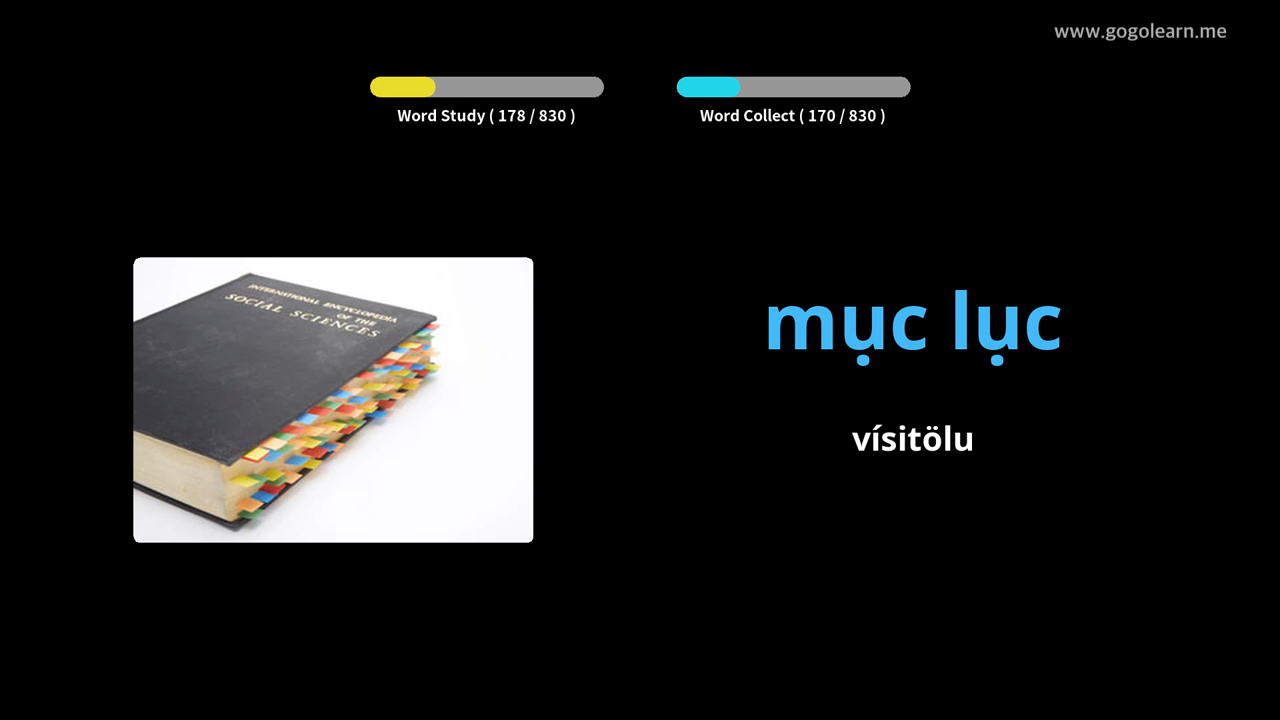 www.gogolearn.me
Word Study ( 178 / 830 )
Word Collect ( 170 / 830 )
INTERNATIONAL ENCYCLOPEDIA
OF THE
SOCIAL SCIENCES
mục lục
vísitölu